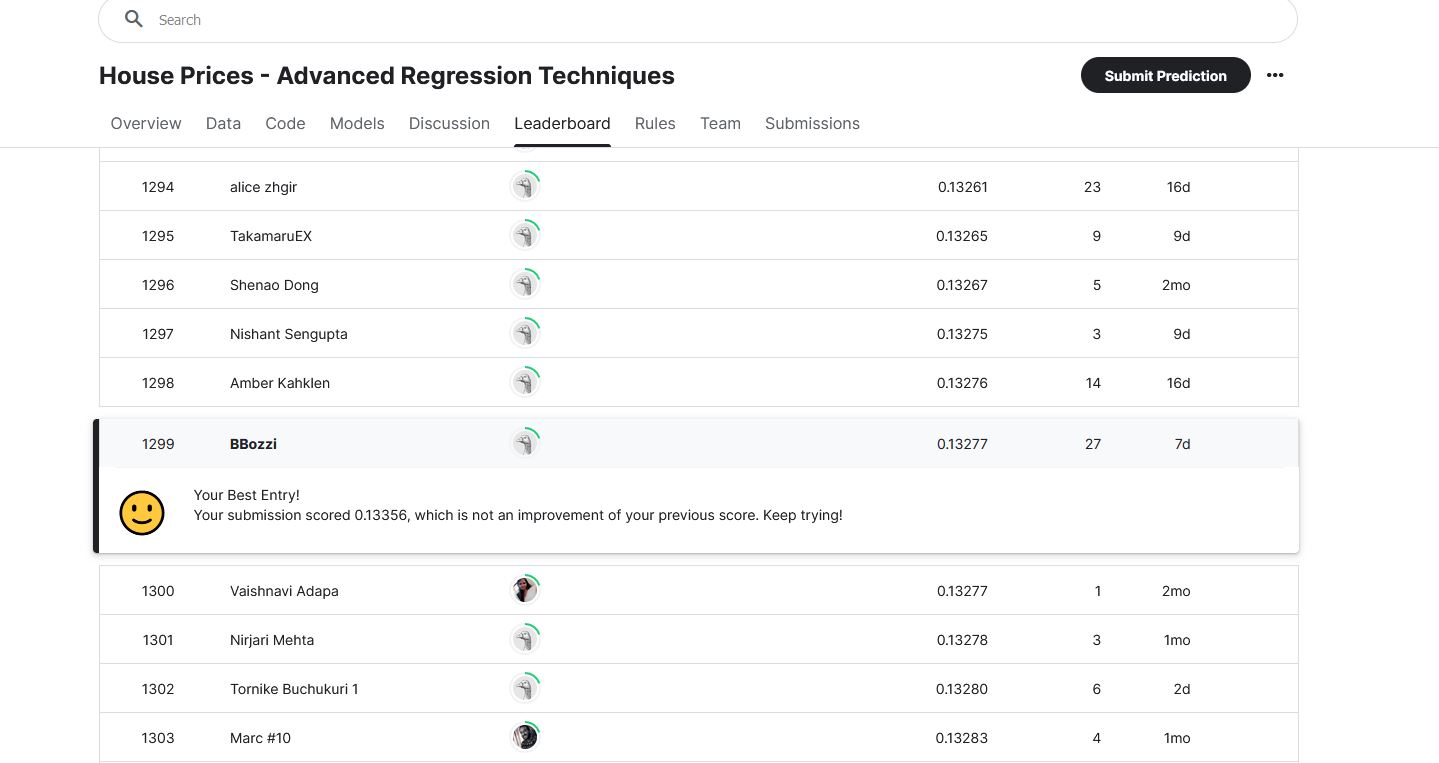 Search
House Prices - Advanced Regression Techniques
Submit Prediction
Overview Data Code Models Discussion Leaderboard Rules Team Submissions
1294 alice zhgir 0.13261 23 16d
1295 TakamaruEX 0.13265 9 9d
1296 Shenao Dong 0.13267 5 2mo
1297 Nishant Sengupta 0.13275 3 9d
1298 Amber Kahklen 0.13276 14 16d
1299 BBozzi 0.13277 27 7d
Your Best Entry!
Your submission scored 0.13356, which is not an improvement of your previous score. Keep trying!
1300 Vaishnavi Adapa 0.13277 1 2mo
1301 Nirjari Mehta 0.13278 3 1mo
1302 Tornike Buchukuri 1 0.13280 6 2d
1303 Marc #10 0.13283 4 1mo